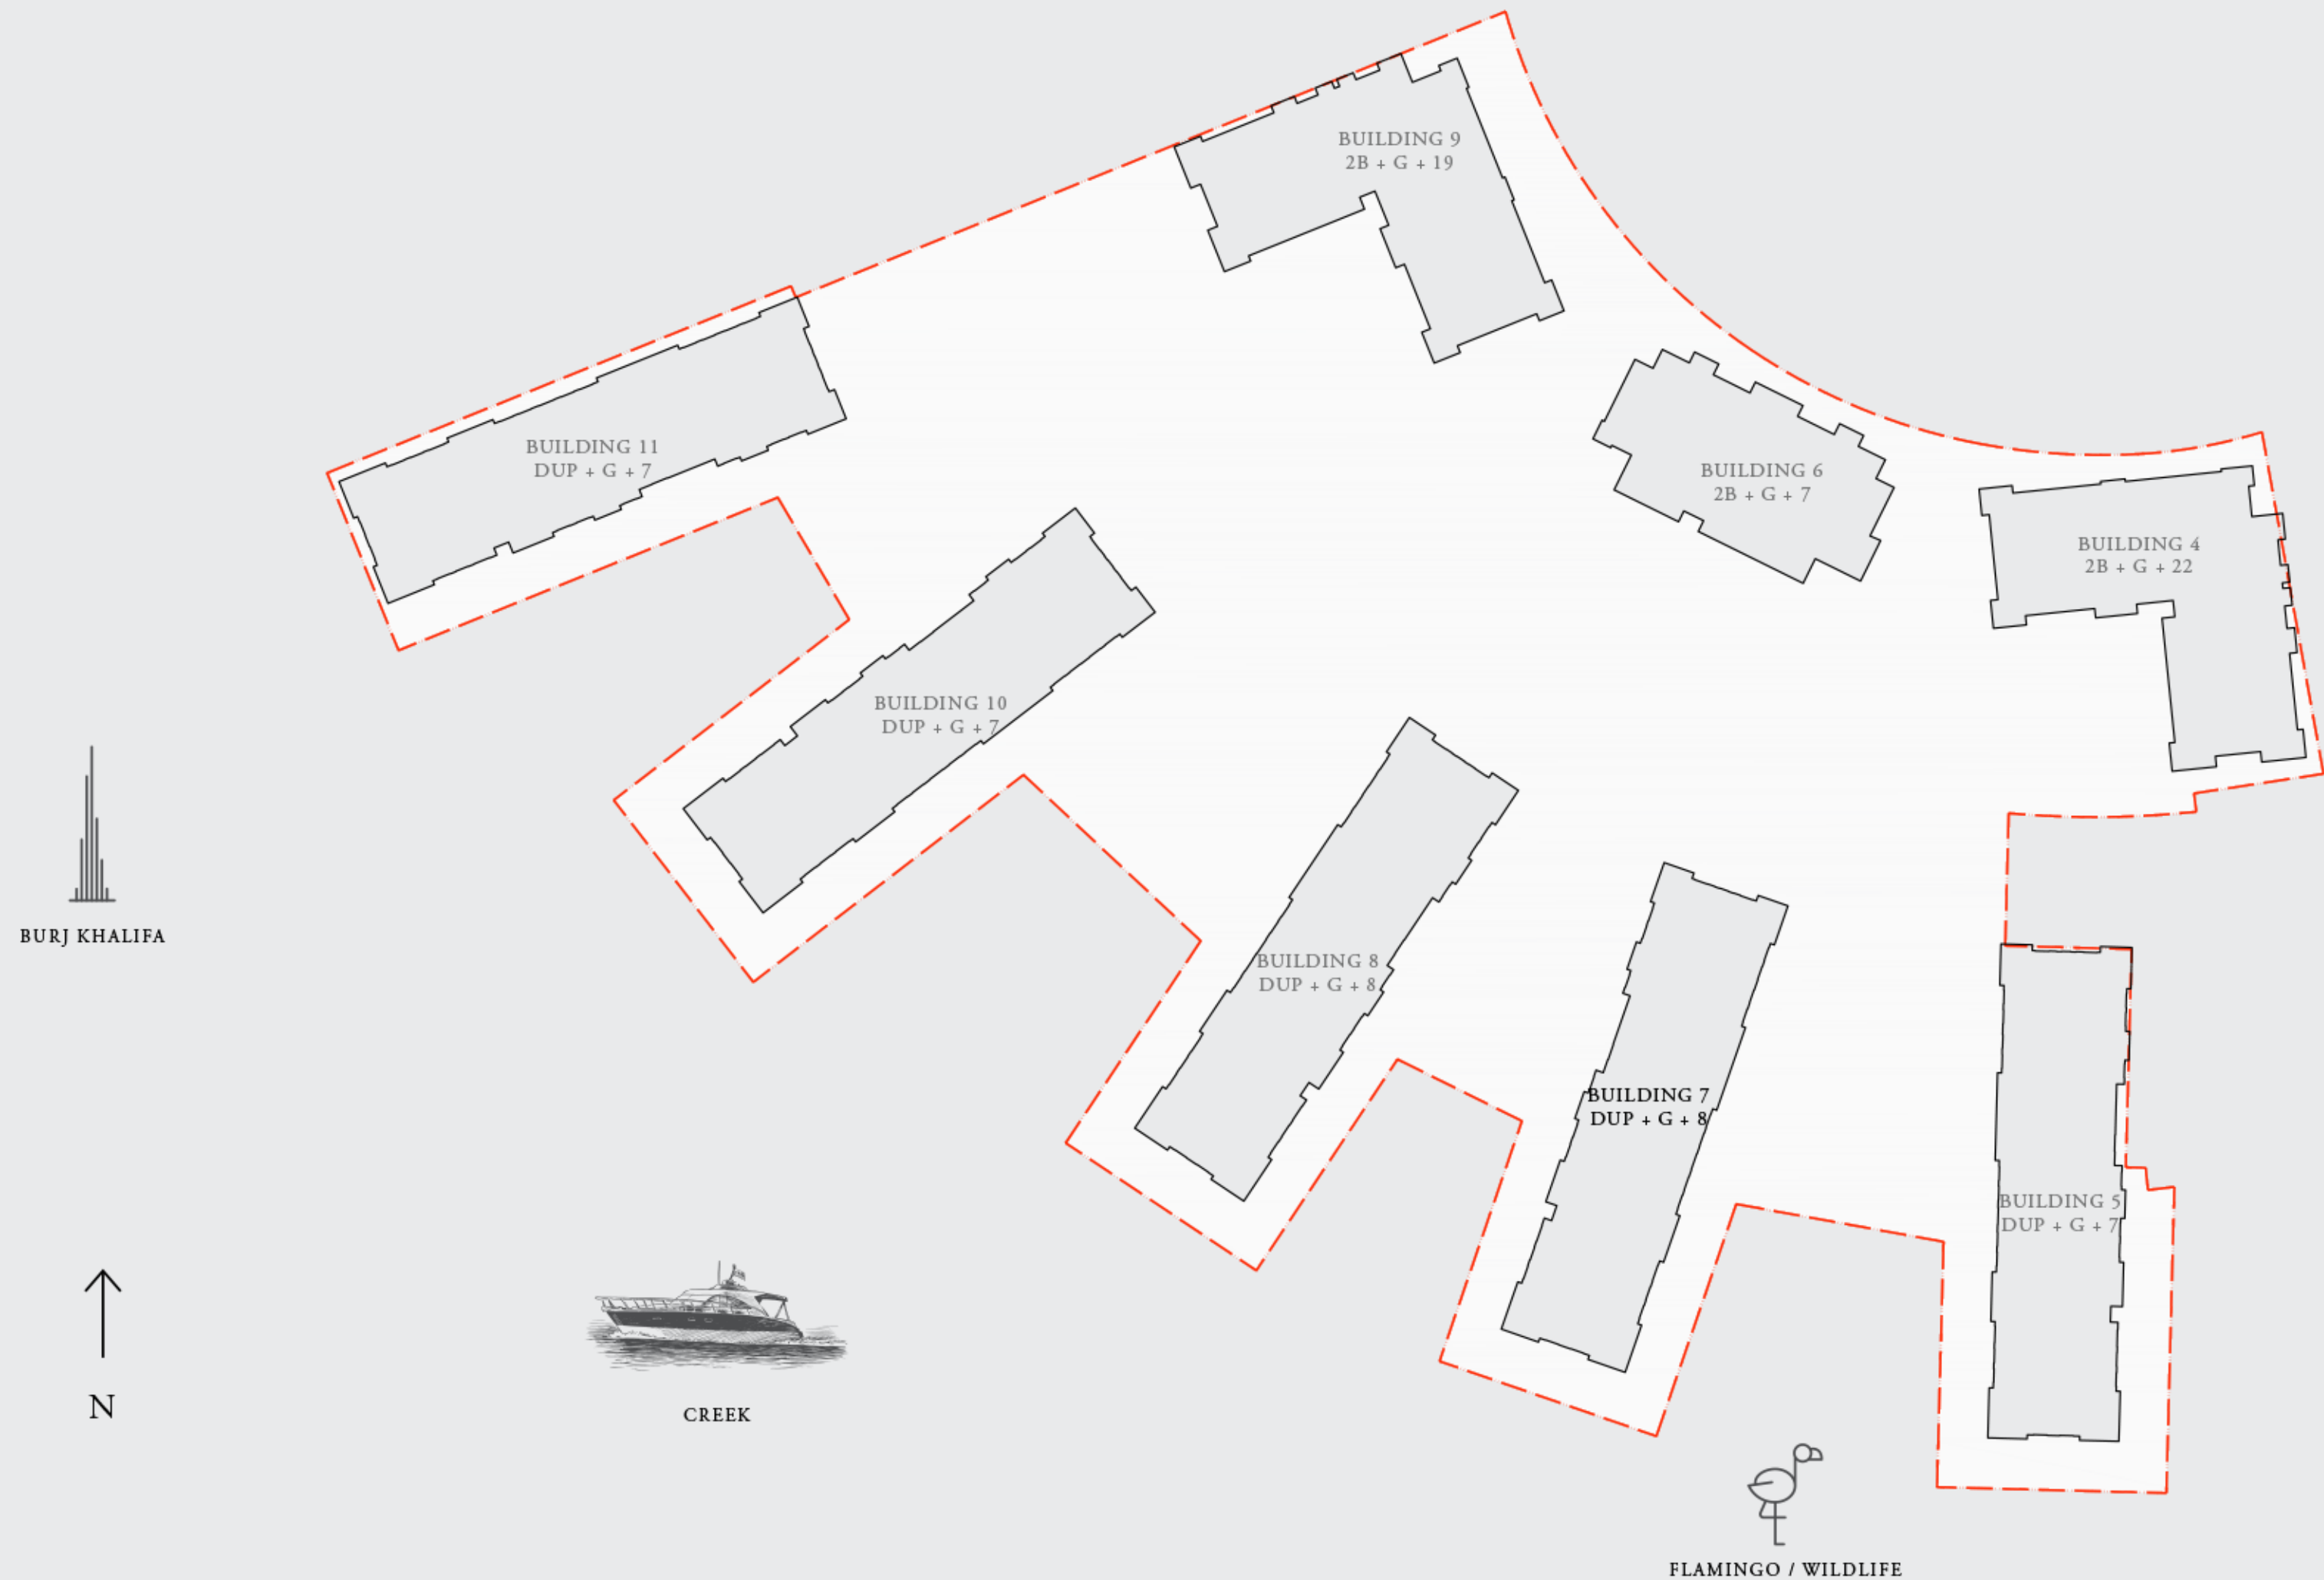 BUILDING 9
2B + G + 19
BUILDING 11
DUP + G + 7
BUILDING 6
2B + G + 7
BUILDING 4
2B + G + 22
BUILDING 10
DUP + G + 7
BURJ KHALIFA
BUILDING 8
DUP + G + 8
BUILDING 7
DUP + G + 8
BUILDING 5
DUP + G + 7
N
CREEK
FLAMINGO / WILDLIFE